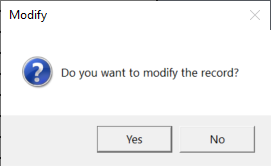 Modify
Do you want to modify the record?
Yes
No